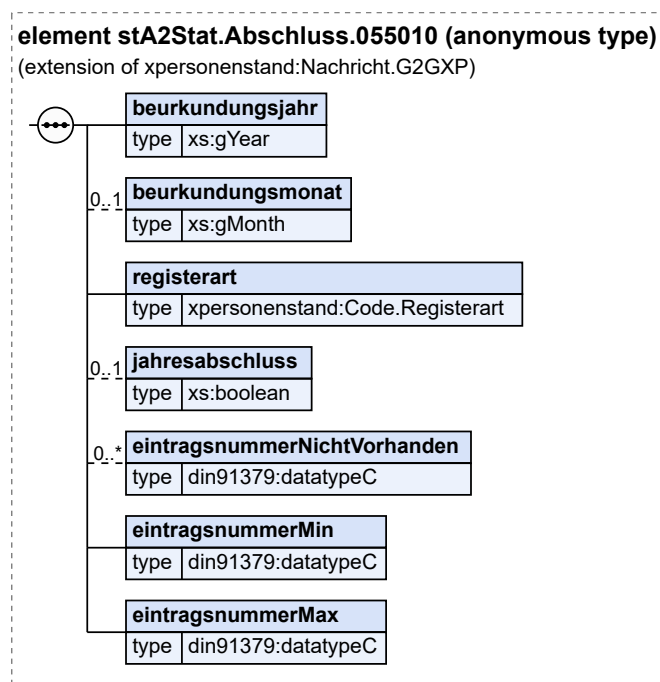 element stA2Stat.Abschluss.055010 (anonymous type)
(extension of xpersonenstand:Nachricht.G2GXP)
beurkundungsjahr
type xs:gYear
0..1 beurkundungsmonat
type xs:gMonth
registerart
type xpersonenstand:Code.Registerart
0..1 jahresabschluss
type xs:boolean
0..* eintragsnummerNichtVorhanden
type din91379:datatypeC
eintragsnummerMin
type din91379:datatypeC
eintragsnummerMax
type din91379:datatypeC